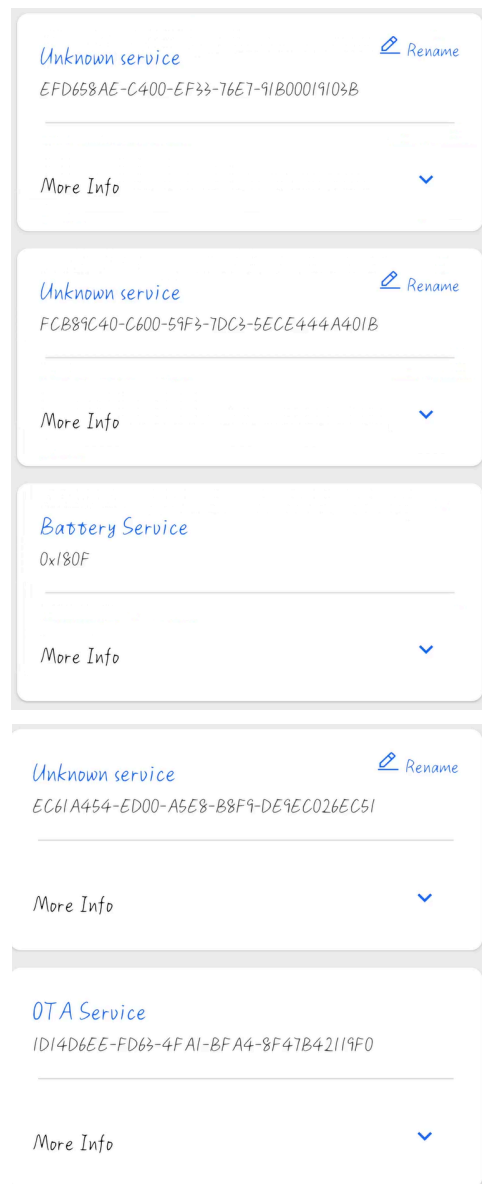 Unknown service
Rename
EFD658AE-C400-EF33-76E7-91B00019103B
More Info
Unknown service
Rename
FCB89C40-C600-59F3-7DC3-5ECE444A401B
More Info
Battery Service
0x180F
More Info
Unknown service
Rename
EC61A454-ED00-A5E8-B8F9-DE9EC026EC51
More Info
OTA Service
1D14D6EE-FD63-4FA1-BFA4-8F47B42119F0
More Info